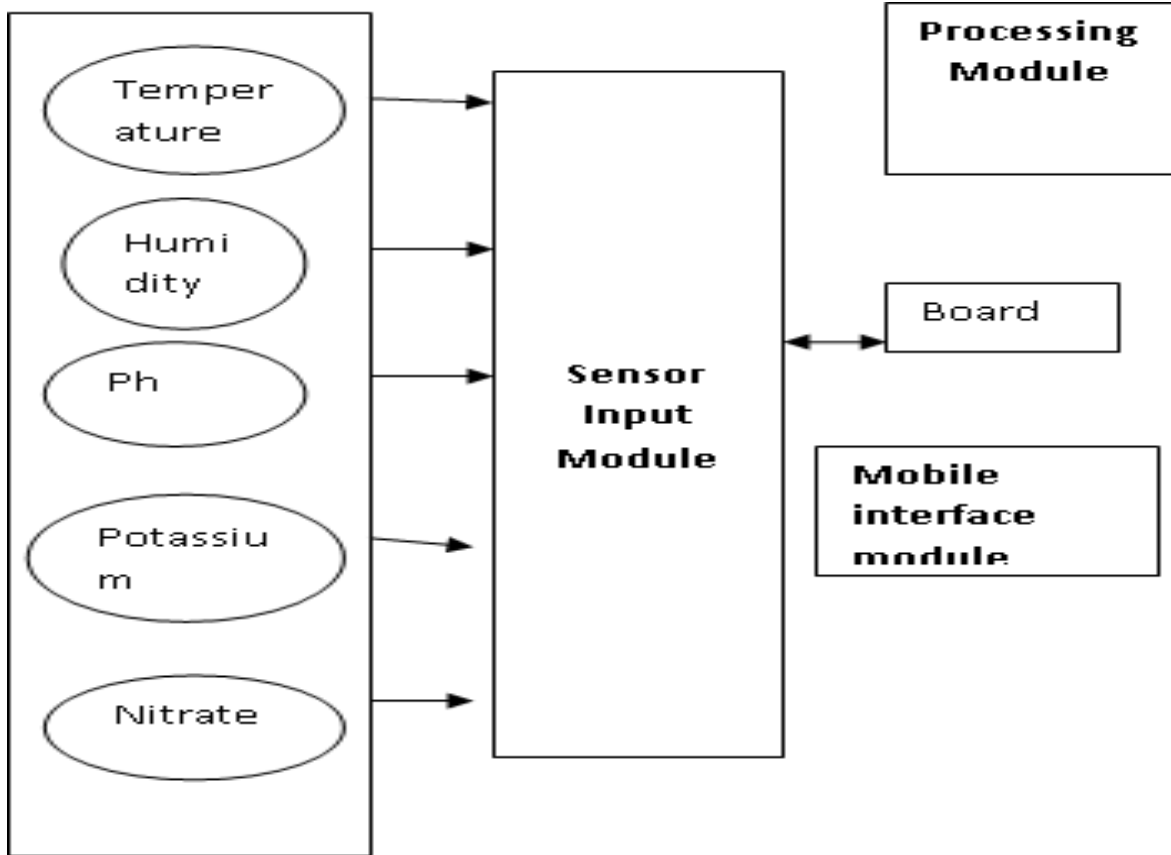 Temper
ature
Humi
dity
Ph
Potassiu
m
Nitrate
Sensor
Input
Module
Processing
Module
Board
Mobile
interface
module